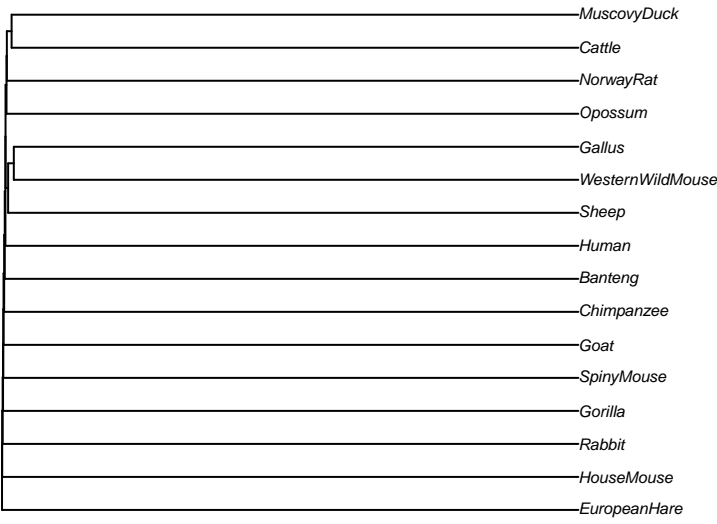 MuscovyDuck
Cattle
NorwayRat
Opossum
Gallus
WesternWildMouse
Sheep
Human
Banteng
Chimpanzee
Goat
SpinyMouse
Gorilla
Rabbit
HouseMouse
EuropeanHare